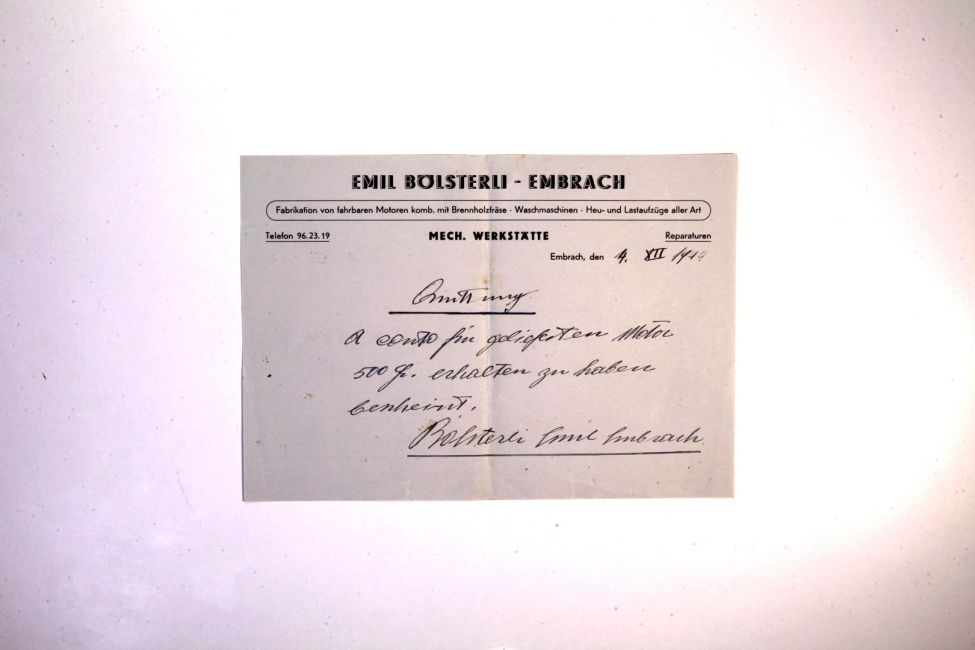 EMIL BÖLSTERLI - EMBRACH
Fabrikation von fahrbaren Motoren komb. mit Brennholzfräse · Waschmaschinen · Heu- und Lastaufzüge aller Art
Telefon 96.23.19 MECH. WERKSTÄTTE Reparaturen
Embrach, den 4. XII 1944
Quittung
A conto für geliferten Motor
500 Fr. erhalten zu haben
bescheint.
Bölsterli Emil Embrach